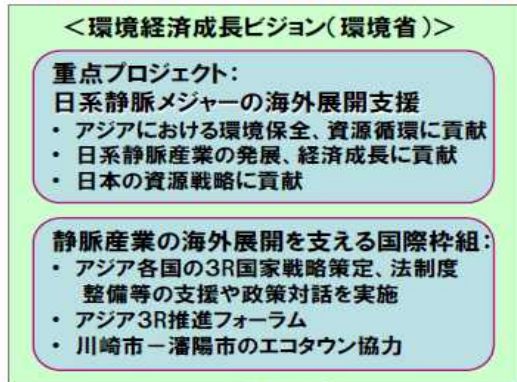 ＜環境経済成長ビジョン（環境省）＞
重点プロジェクト：
日系静脈メジャーの海外展開支援
・ アジアにおける環境保全、資源循環に貢献
・ 日系静脈産業の発展、経済成長に貢献
・ 日本の資源戦略に貢献
静脈産業の海外展開を支える国際枠組：
・ アジア各国の3R国家戦略策定、法制度
整備等の支援や政策対話を実施
・ アジア3R推進フォーラム
・ 川崎市－瀋陽市のエコタウン協力